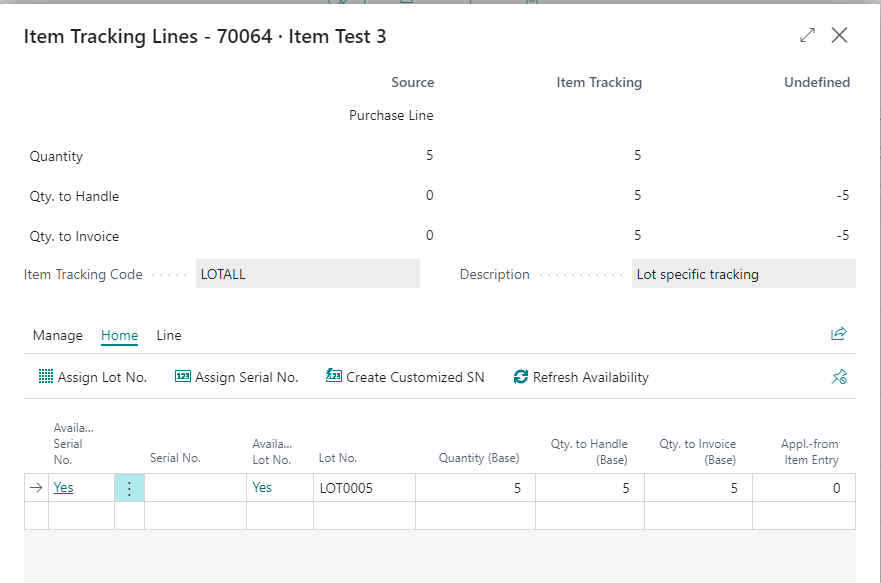 Item Tracking Lines - 70064 · Item Test 3
Source Item Tracking Undefined
Purchase Line
Quantity 5 5
Qty. to Handle 0 5 -5
Qty. to Invoice 0 5 -5
Item Tracking Code LOTALL Description Lot specific tracking
Manage Home Line
Assign Lot No. 123 Assign Serial No. Create Customized SN Refresh Availability
Availa... Serial No. Serial No. Availa... Lot No. Lot No. Quantity (Base) Qty. to Handle (Base) Qty. to Invoice (Base) Appl.-from Item Entry
Yes Yes LOT0005 5 5 5 0